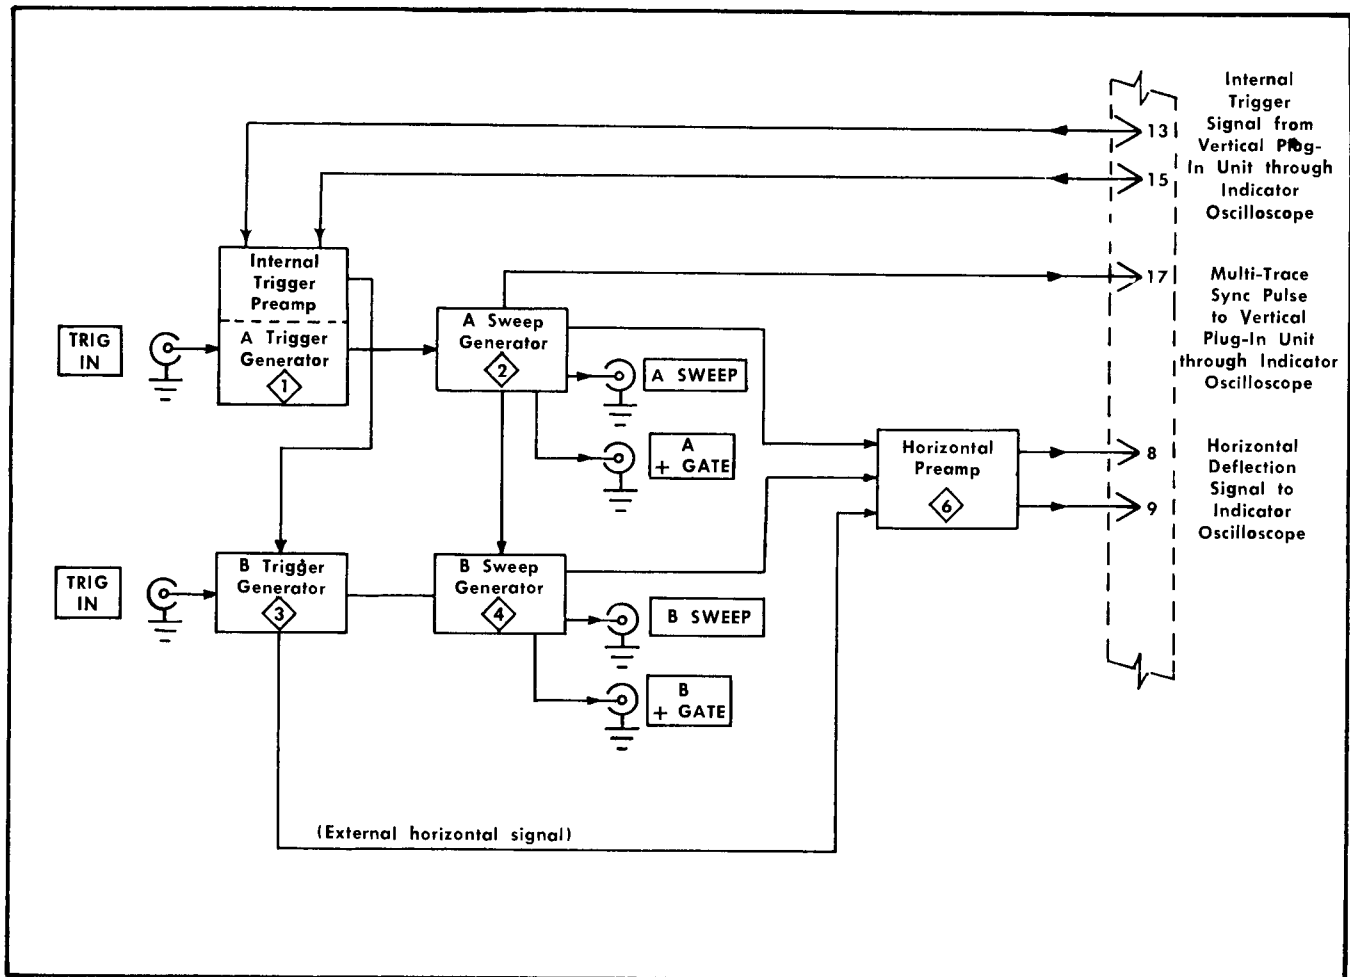 Internal
Trigger
Signal from
Vertical Plug-
In Unit through
Indicator
Oscilloscope
13
15
Internal
Trigger
Preamp
A Trigger
Generator
1
TRIG
IN
A Sweep
Generator
2
A SWEEP
A
+ GATE
17
Multi-Trace
Sync Pulse
to Vertical
Plug-In Unit
through Indicator
Oscilloscope
Horizontal
Preamp
6
8
9
Horizontal
Deflection
Signal to
Indicator
Oscilloscope
TRIG
IN
B Trigger
Generator
3
B Sweep
Generator
4
B SWEEP
B
+ GATE
(External horizontal signal)